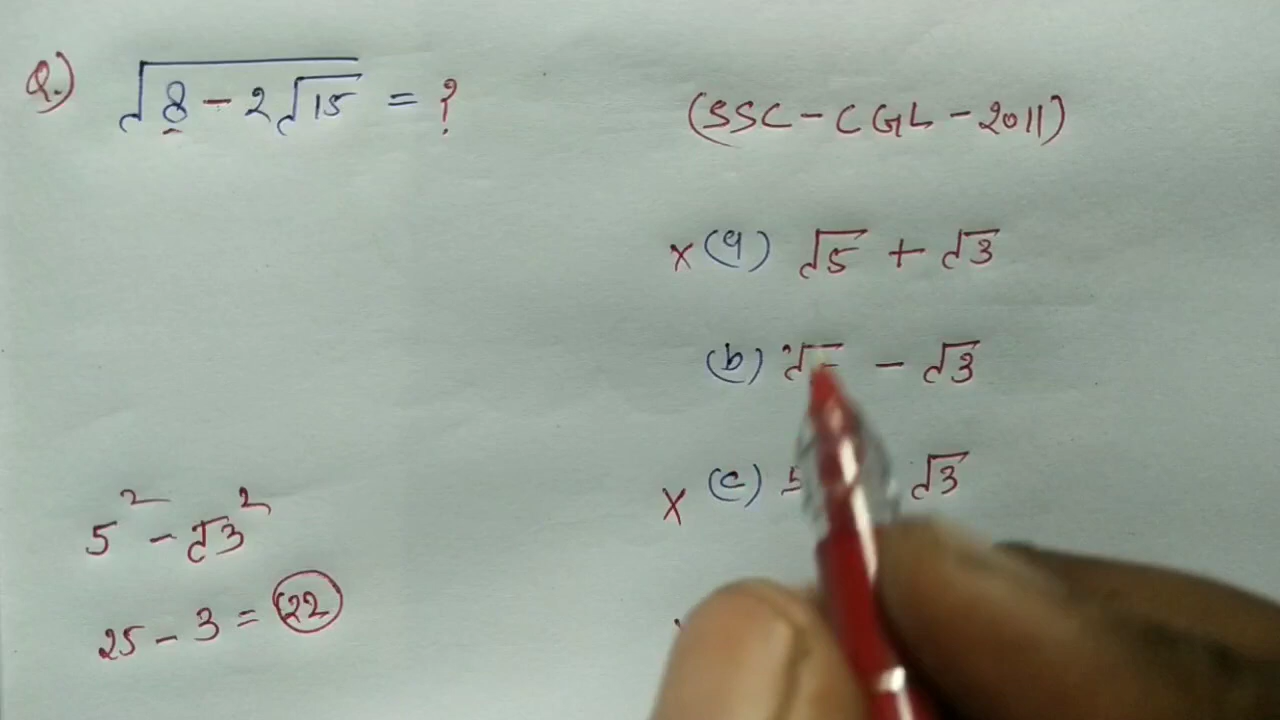 Q.) √(8 - 2√15) = ?
(SSC - CGL - 2011)
× (a) √5 + √3
(b) - √3
× (c) √3
5² - √3²
25 - 3 = 22